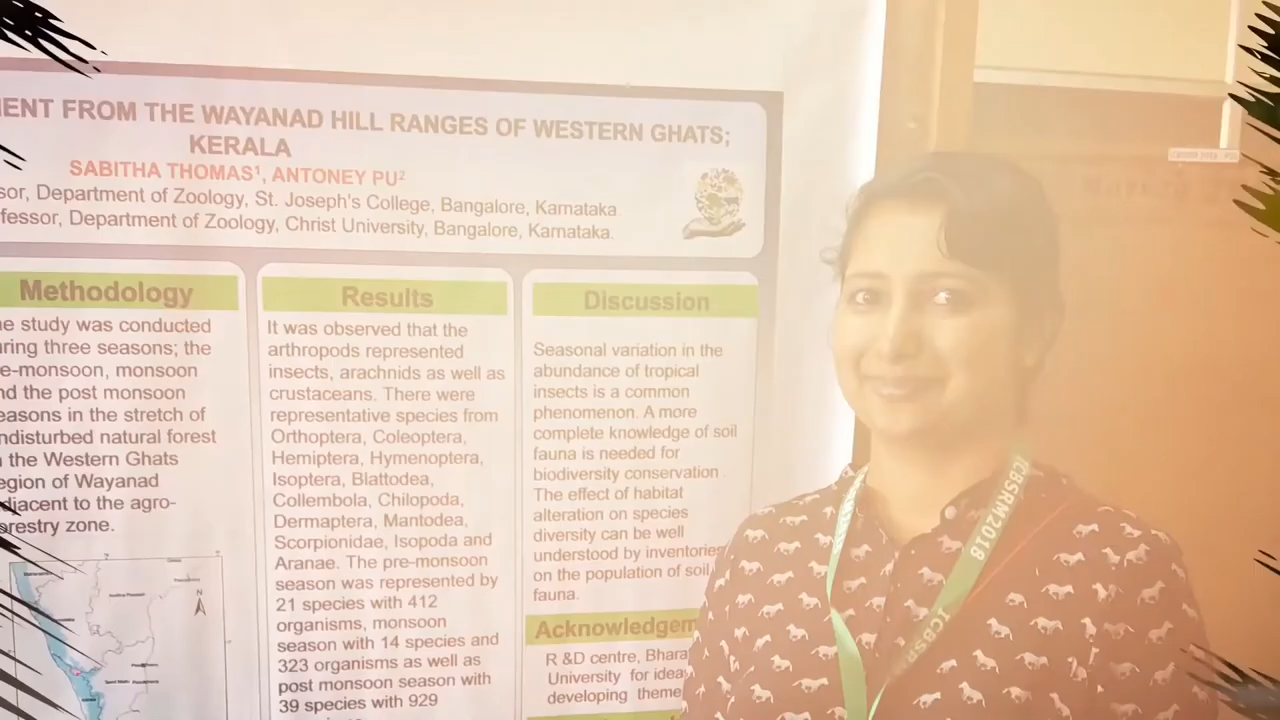 ENT FROM THE WAYANAD HILL RANGES OF WESTERN GHATS;
KERALA
SABITHA THOMAS¹, ANTONEY PU²
sor, Department of Zoology, St. Joseph's College, Bangalore, Karnataka
fessor, Department of Zoology, Christ University, Bangalore, Karnataka.
Methodology
e study was conducted
ring three seasons; the
e-monsoon, monsoon
nd the post monsoon
easons in the stretch of
ndisturbed natural forest
the Western Ghats
egion of Wayanad
djacent to the agro-
orestry zone.
Results
It was observed that the
arthropods represented
insects, arachnids as well as
crustaceans. There were
representative species from
Orthoptera, Coleoptera,
Hemiptera, Hymenoptera,
Isoptera, Blattodea,
Collembola, Chilopoda,
Dermaptera, Mantodea,
Scorpionidae, Isopoda and
Aranae. The pre-monsoon
season was represented by
21 species with 412
organisms, monsoon
season with 14 species and
323 organisms as well as
post monsoon season with
39 species with 929
Discussion
Seasonal variation in the
abundance of tropical
insects is a common
phenomenon. A more
complete knowledge of soil
fauna is needed for
biodiversity conservation .
The effect of habitat
alteration on species
diversity can be well
understood by inventories
on the population of soil
fauna.
Acknowledgem
R &D centre, Bhara
University for idea
developing theme
N
ICBSRM2018
ICBSR